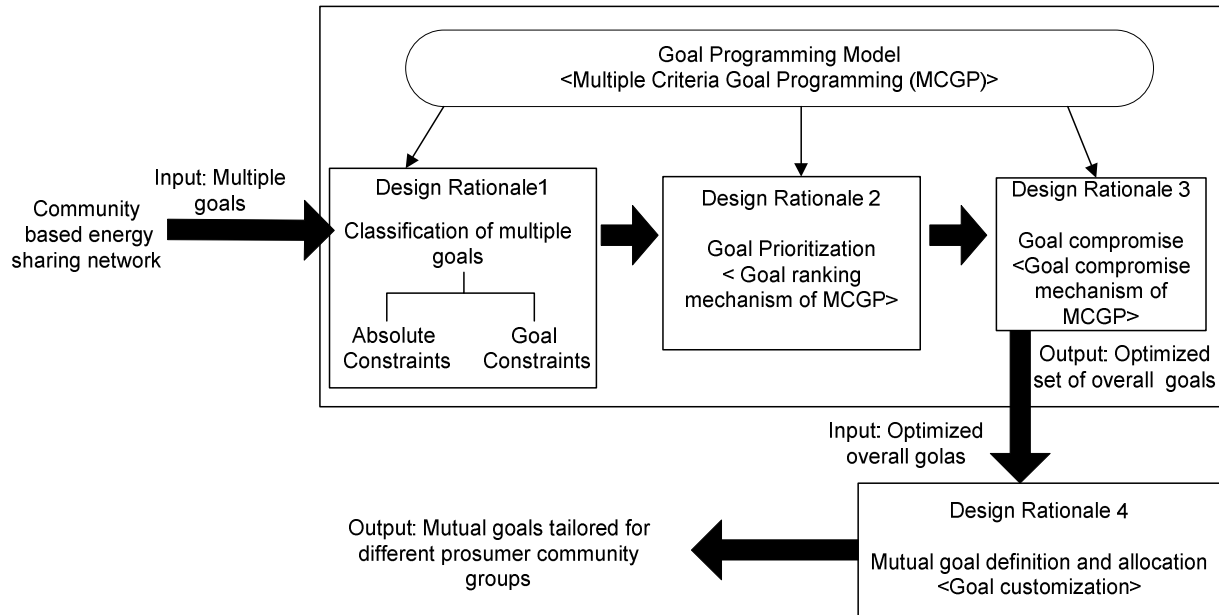 Goal Programming Model
<Multiple Criteria Goal Programming (MCGP)>
Input: Multiple
goals
Community
based energy
sharing network
Design Rationale1
Classification of multiple
goals
Absolute
Constraints
Goal
Constraints
Design Rationale 2
Goal Prioritization
< Goal ranking
mechanism of MCGP>
Design Rationale 3
Goal compromise
<Goal compromise
mechanism of
MCGP>
Output: Optimized
set of overall goals
Input: Optimized
overall golas
Design Rationale 4
Mutual goal definition and allocation
<Goal customization>
Output: Mutual goals tailored for
different prosumer community
groups